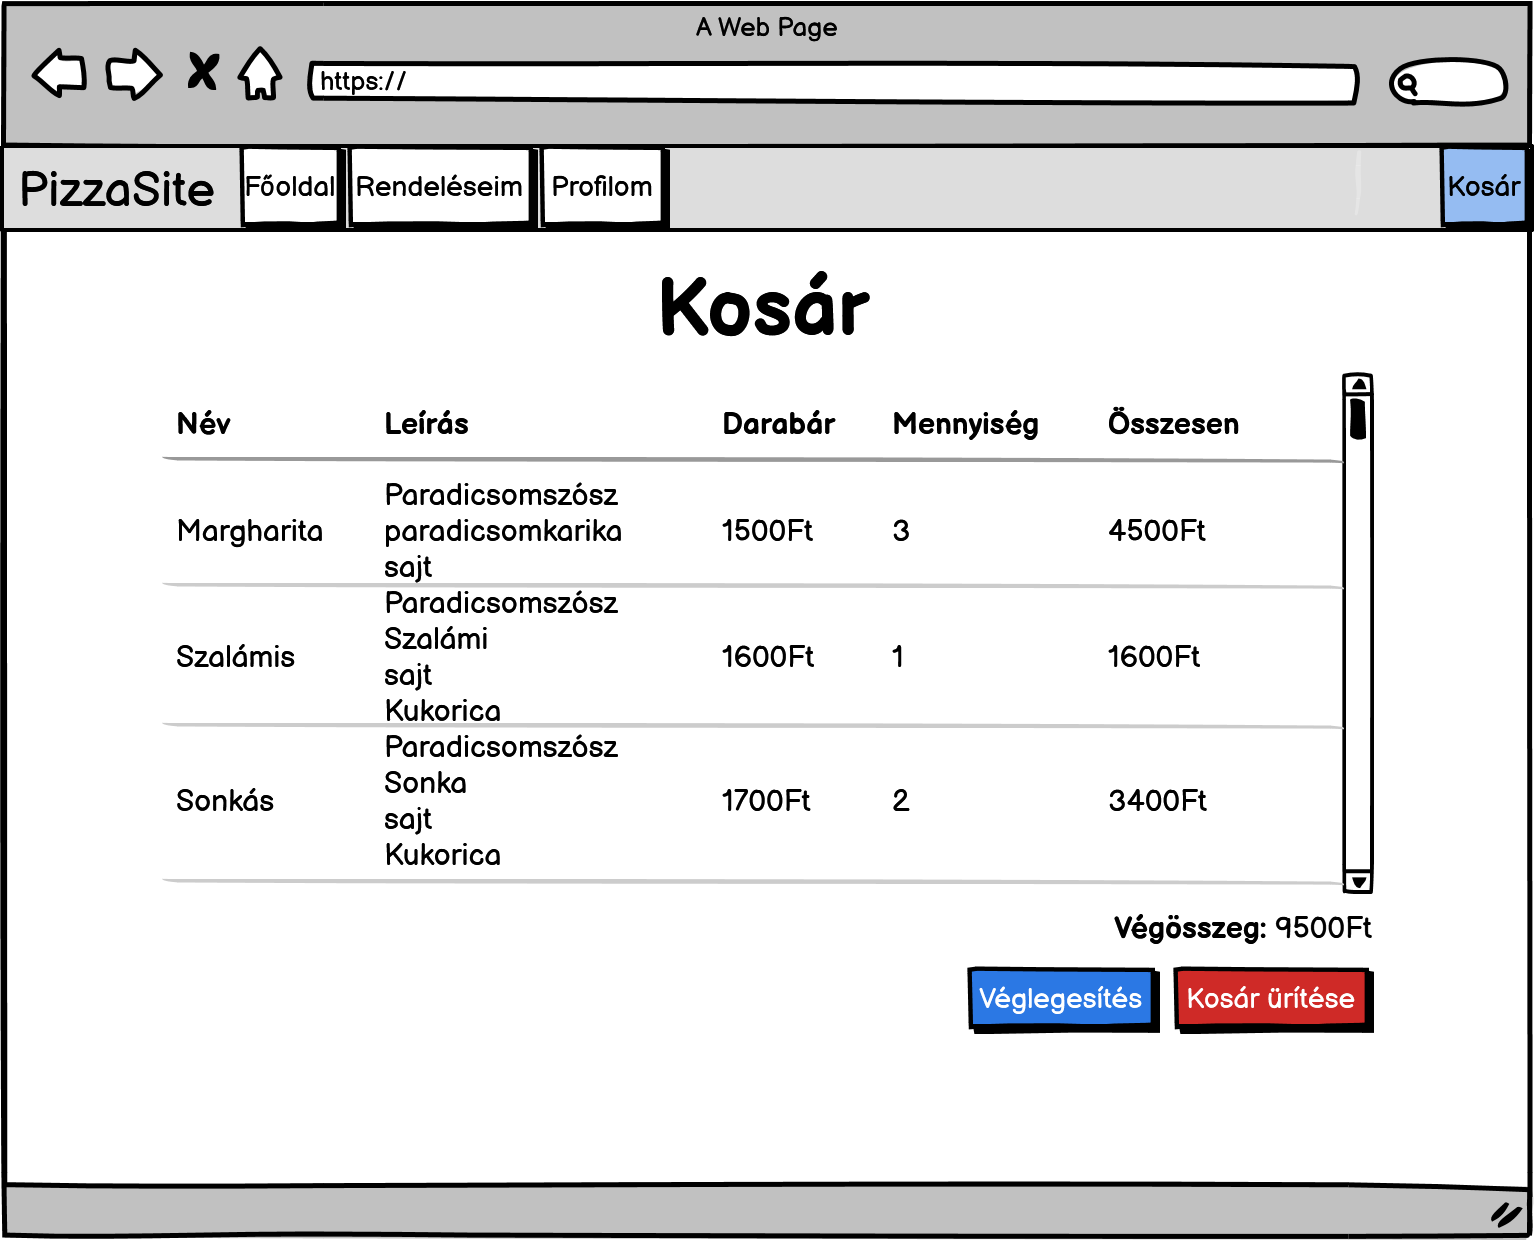 A Web Page
https://
PizzaSite Főoldal Rendeléseim Profilom Kosár
Kosár
Név Leírás Darabár Mennyiség Összesen
Paradicsomszósz
Margharita paradicsomkarika 1500Ft 3 4500Ft
sajt
Paradicsomszósz
Szalámi
Szalámis 1600Ft 1 1600Ft
sajt
Kukorica
Paradicsomszósz
Sonka
Sonkás 1700Ft 2 3400Ft
sajt
Kukorica
Végösszeg: 9500Ft
Véglegesítés Kosár ürítése